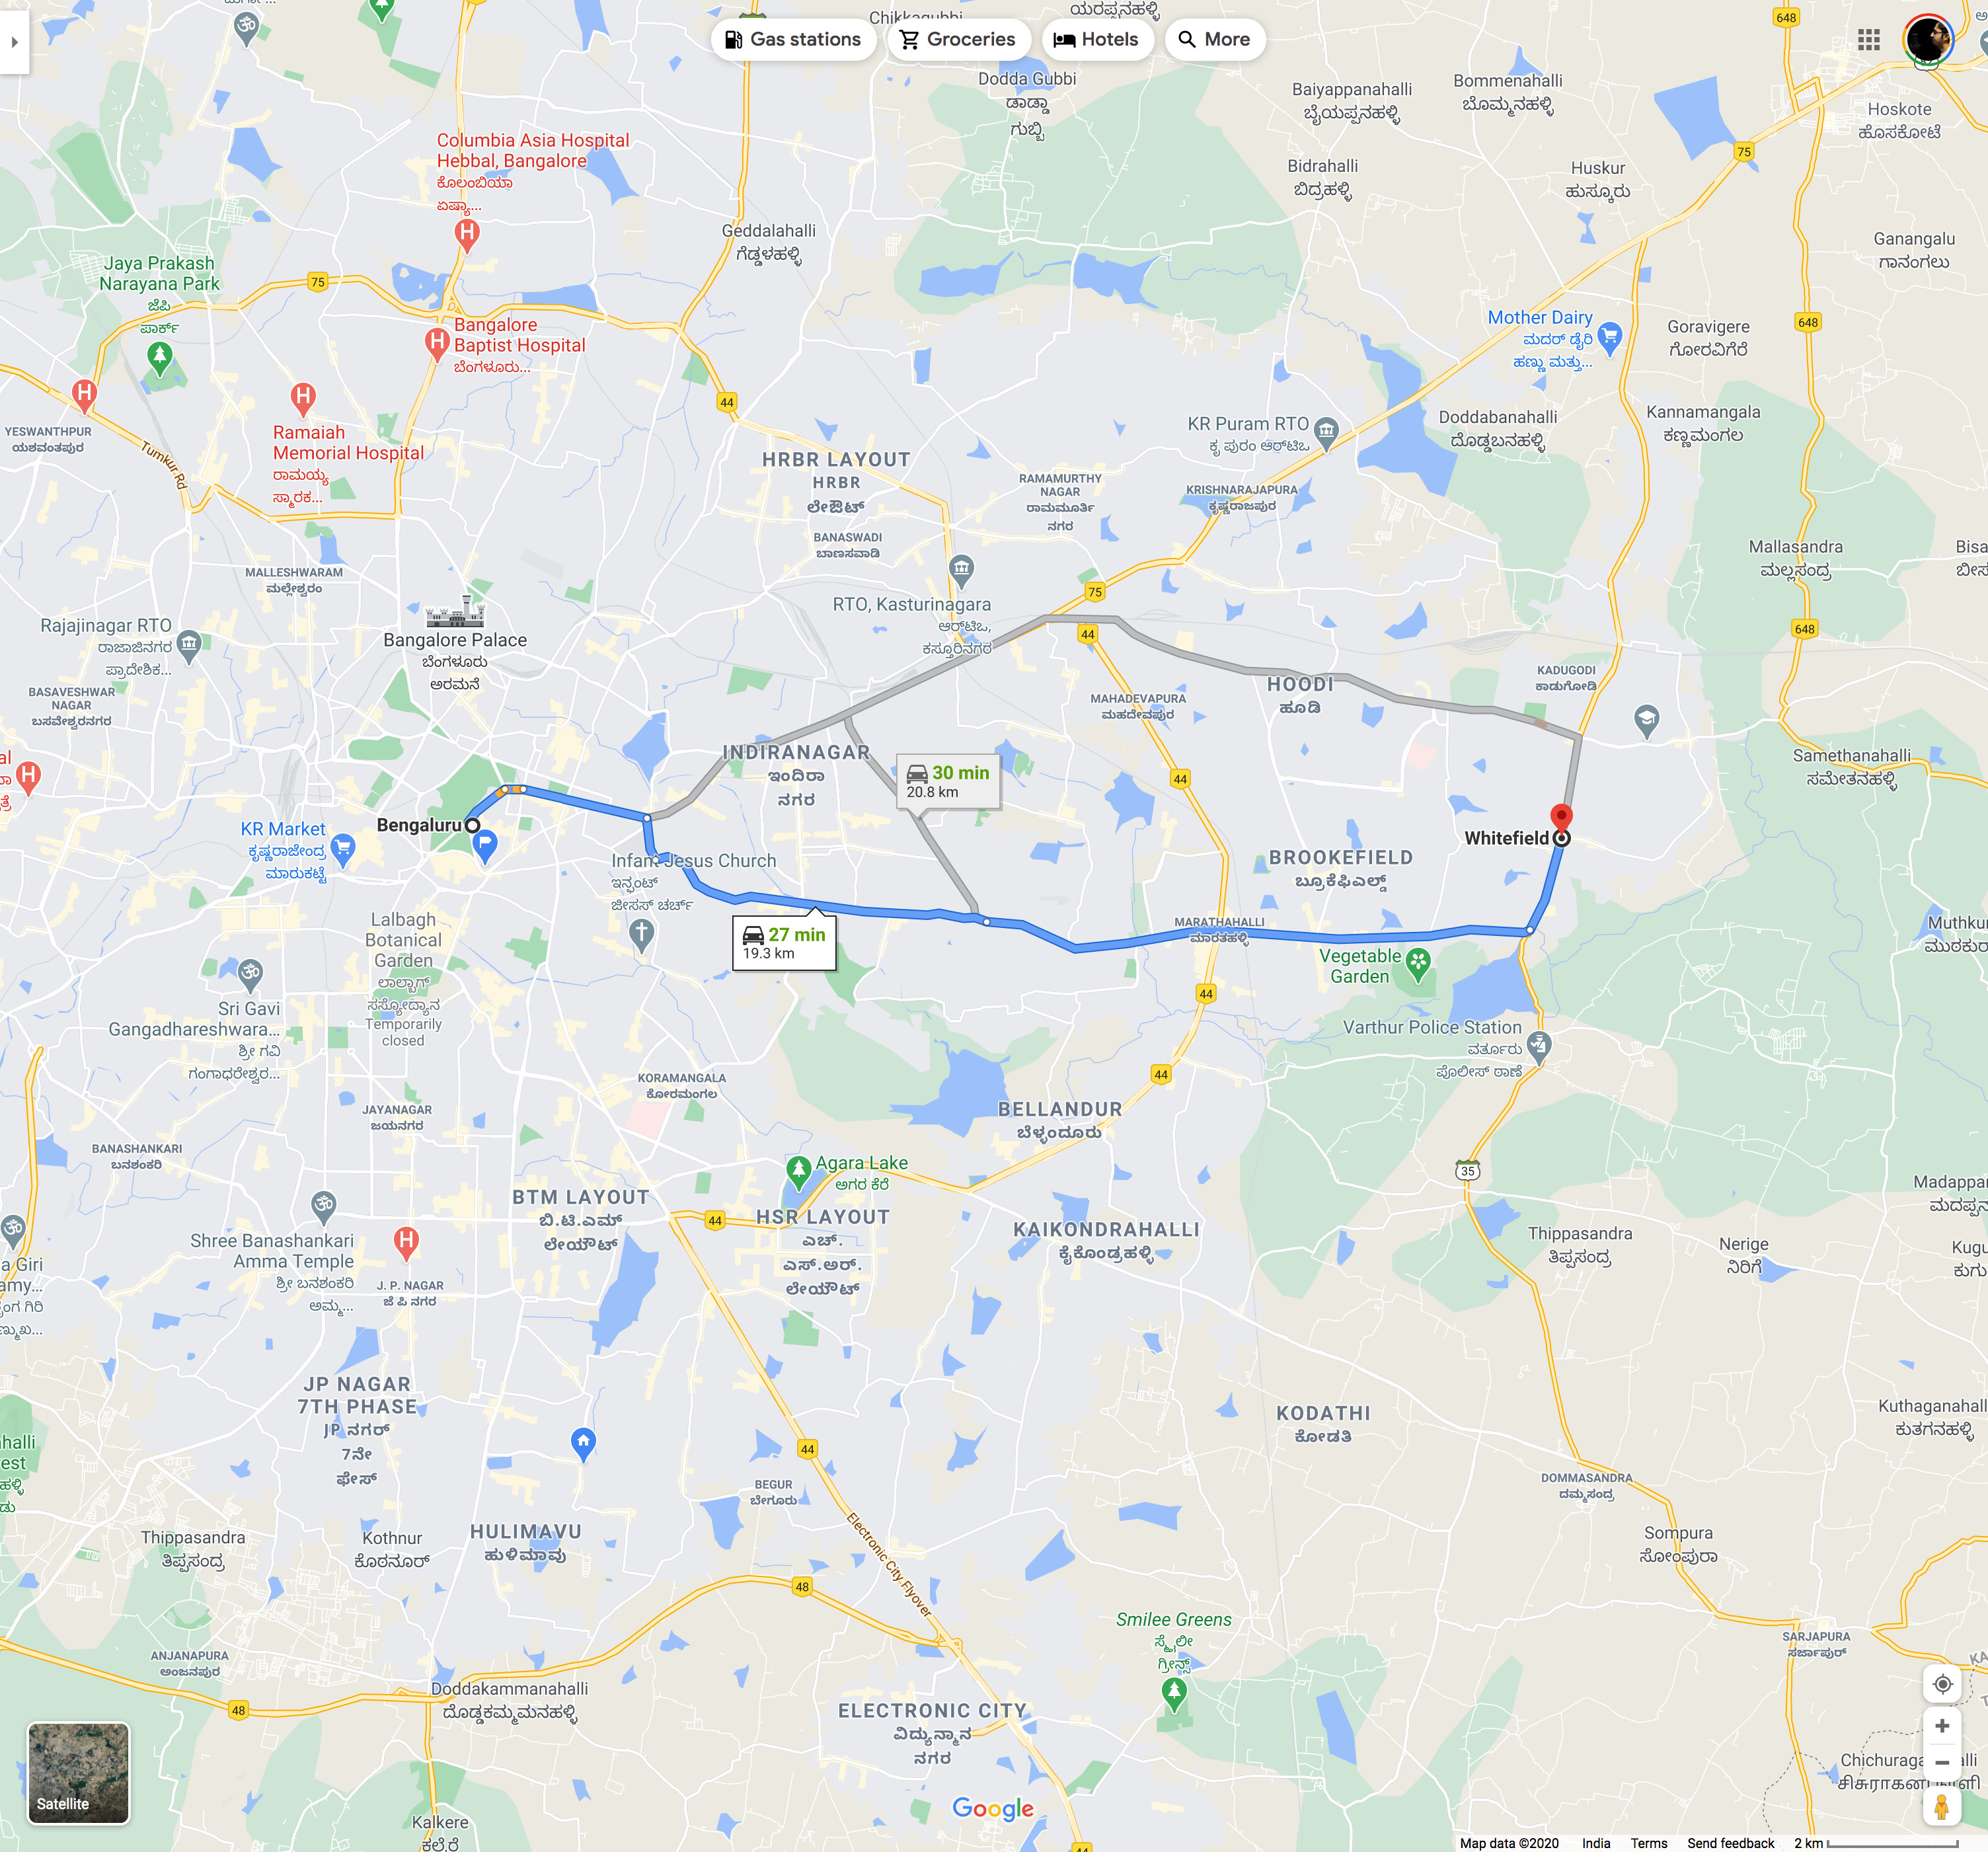 ಯರಪ್ಪನಹಳ್ಳಿ
Chikkagubbi
Gas stations
Groceries
Hotels
More
648
Dodda Gubbi
ಡಾಡ್ಡಾ
ಗುಬ್ಬಿ
Baiyappanahalli
ಬೈಯಪ್ಪನಹಳ್ಳಿ
Bommenahalli
ಬೊಮ್ಮನಹಳ್ಳಿ
Hoskote
ಹೊಸಕೋಟೆ
75
Columbia Asia Hospital
Hebbal, Bangalore
ಕೊಲಂಬಿಯಾ
ಏಷ್ಯಾ...
Bidrahalli
ಬಿದ್ರಹಳ್ಳಿ
Huskur
ಹುಸ್ಕೂರು
Geddalahalli
ಗೆಡ್ಡಳಹಳ್ಳಿ
Ganangalu
ಗಾನಂಗಲು
Jaya Prakash
Narayana Park
ಜೆಪಿ
ಪಾರ್ಕ್
75
H
Bangalore
Baptist Hospital
ಬೆಂಗಳೂರು...
H
Mother Dairy
ಮದರ್ ಡೈರಿ
ಹಣ್ಣು ಮತ್ತು...
Goravigere
ಗೋರವಿಗೆರೆ
648
H
H
Ramaiah
Memorial Hospital
ರಾಮಯ್ಯ
ಸ್ಮಾರಕ...
44
YESWANTHPUR
ಯಶವಂತಪುರ
Tumkur Rd
KR Puram RTO
ಕೃ ಪುರಂ ಆರ್‌ಟಿಒ
Doddabanahalli
ದೊಡ್ಡಬನಹಳ್ಳಿ
Kannamangala
ಕಣ್ಣಮಂಗಲ
HRBR LAYOUT
HRBR
ಲೇಔಟ್
RAMAMURTHY
NAGAR
ರಾಮಮೂರ್ತಿ
ನಗರ
KRISHNARAJAPURA
ಕೃಷ್ಣರಾಜಪುರ
BANASWADI
ಬಾಣಸವಾಡಿ
Mallasandra
ಮಲ್ಲಸಂದ್ರ
MALLESHWARAM
ಮಲ್ಲೇಶ್ವರಂ
75
RTO, Kasturinagara
ಆರ್‌ಟಿಒ,
ಕಸ್ತೂರಿನಗರ
Rajajinagar RTO
ರಾಜಾಜಿನಗರ
ಪ್ರಾದೇಶಿಕ...
Bangalore Palace
ಬೆಂಗಳೂರು
ಅರಮನೆ
44
648
BASAVESHWAR
NAGAR
ಬಸವೇಶ್ವರನಗರ
MAHADEVAPURA
ಮಹದೇವಪುರ
HOODI
ಹೂಡಿ
KADUGODI
ಕಾಡುಗೋಡಿ
INDIRANAGAR
ಇಂದಿರಾ
ನಗರ
30 min
20.8 km
44
Samethanahalli
ಸಮೇತನಹಳ್ಳಿ
H
KR Market
ಕೃಷ್ಣರಾಜೇಂದ್ರ
ಮಾರುಕಟ್ಟೆ
Bengaluru
Whitefield
Infant Jesus Church
ಇನ್ಫಂಟ್
ಜೀಸಸ್ ಚರ್ಚ್
BROOKEFIELD
ಬ್ರೂಕೆಫಿಎಲ್ಡ್
Lalbagh
Botanical
Garden
ಲಾಲ್ಬಾಗ್
ಸಸ್ಯೋದ್ಯಾನ
Temporarily
closed
27 min
19.3 km
MARATHAHALLI
ಮಾರತಹಳ್ಳಿ
Vegetable
Garden
44
Sri Gavi
Gangadhareshwara...
ಶ್ರೀ ಗವಿ
ಗಂಗಾಧರೇಶ್ವರ...
Varthur Police Station
ವರ್ತೂರು
ಪೊಲೀಸ್ ಠಾಣೆ
KORAMANGALA
ಕೋರಮಂಗಲ
44
JAYANAGAR
ಜಯನಗರ
BELLANDUR
ಬೆಳ್ಳಂದೂರು
BANASHANKARI
ಬನಶಂಕರಿ
Agara Lake
ಅಗರ ಕೆರೆ
35
BTM LAYOUT
ಬಿ.ಟಿ.ಎಮ್
ಲೇಯೌಟ್
44
HSR LAYOUT
ಎಚ್.
ಎಸ್.ಅರ್.
ಲೇಯೌಟ್
KAIKONDRAHALLI
ಕೈಕೊಂಡ್ರಹಳ್ಳಿ
Thippasandra
ತಿಪ್ಪಸಂದ್ರ
Nerige
ನಿರಿಗೆ
Shree Banashankari
Amma Temple
ಶ್ರೀ ಬನಶಂಕರಿ
ಅಮ್ಮ...
H
J. P. NAGAR
ಜೆ ಪಿ ನಗರ
JP NAGAR
7TH PHASE
JP ನಗರ್
7ನೇ
ಫೇಸ್
KODATHI
ಕೋಡತಿ
Kuthaganahall
ಕುತಗನಹಳ್ಳಿ
44
BEGUR
ಬೇಗೂರು
DOMMASANDRA
ದಮ್ಮಸಂದ್ರ
Thippasandra
ತಿಪ್ಪಸಂದ್ರ
Kothnur
ಕೊಠನೂರ್
HULIMAVU
ಹುಳಿಮಾವು
Electronic City Flyover
Sompura
ಸೋಂಪುರಾ
48
Smilee Greens
ಸ್ಮೈಲೀ
ಗ್ರೀನ್ಸ್
SARJAPURA
ಸರ್ಜಾಪುರ್
ANJANAPURA
ಅಂಜನಪುರ
Doddakammanahalli
ದೊಡ್ಡಕಮ್ಮಮನಹಳ್ಳಿ
48
ELECTRONIC CITY
ವಿದ್ಯುನ್ಮಾನ
ನಗರ
Satellite
Google
Kalkere
ಕಲ್ಕೆರೆ
44
Map data ©2020
India
Terms
Send feedback
2 km